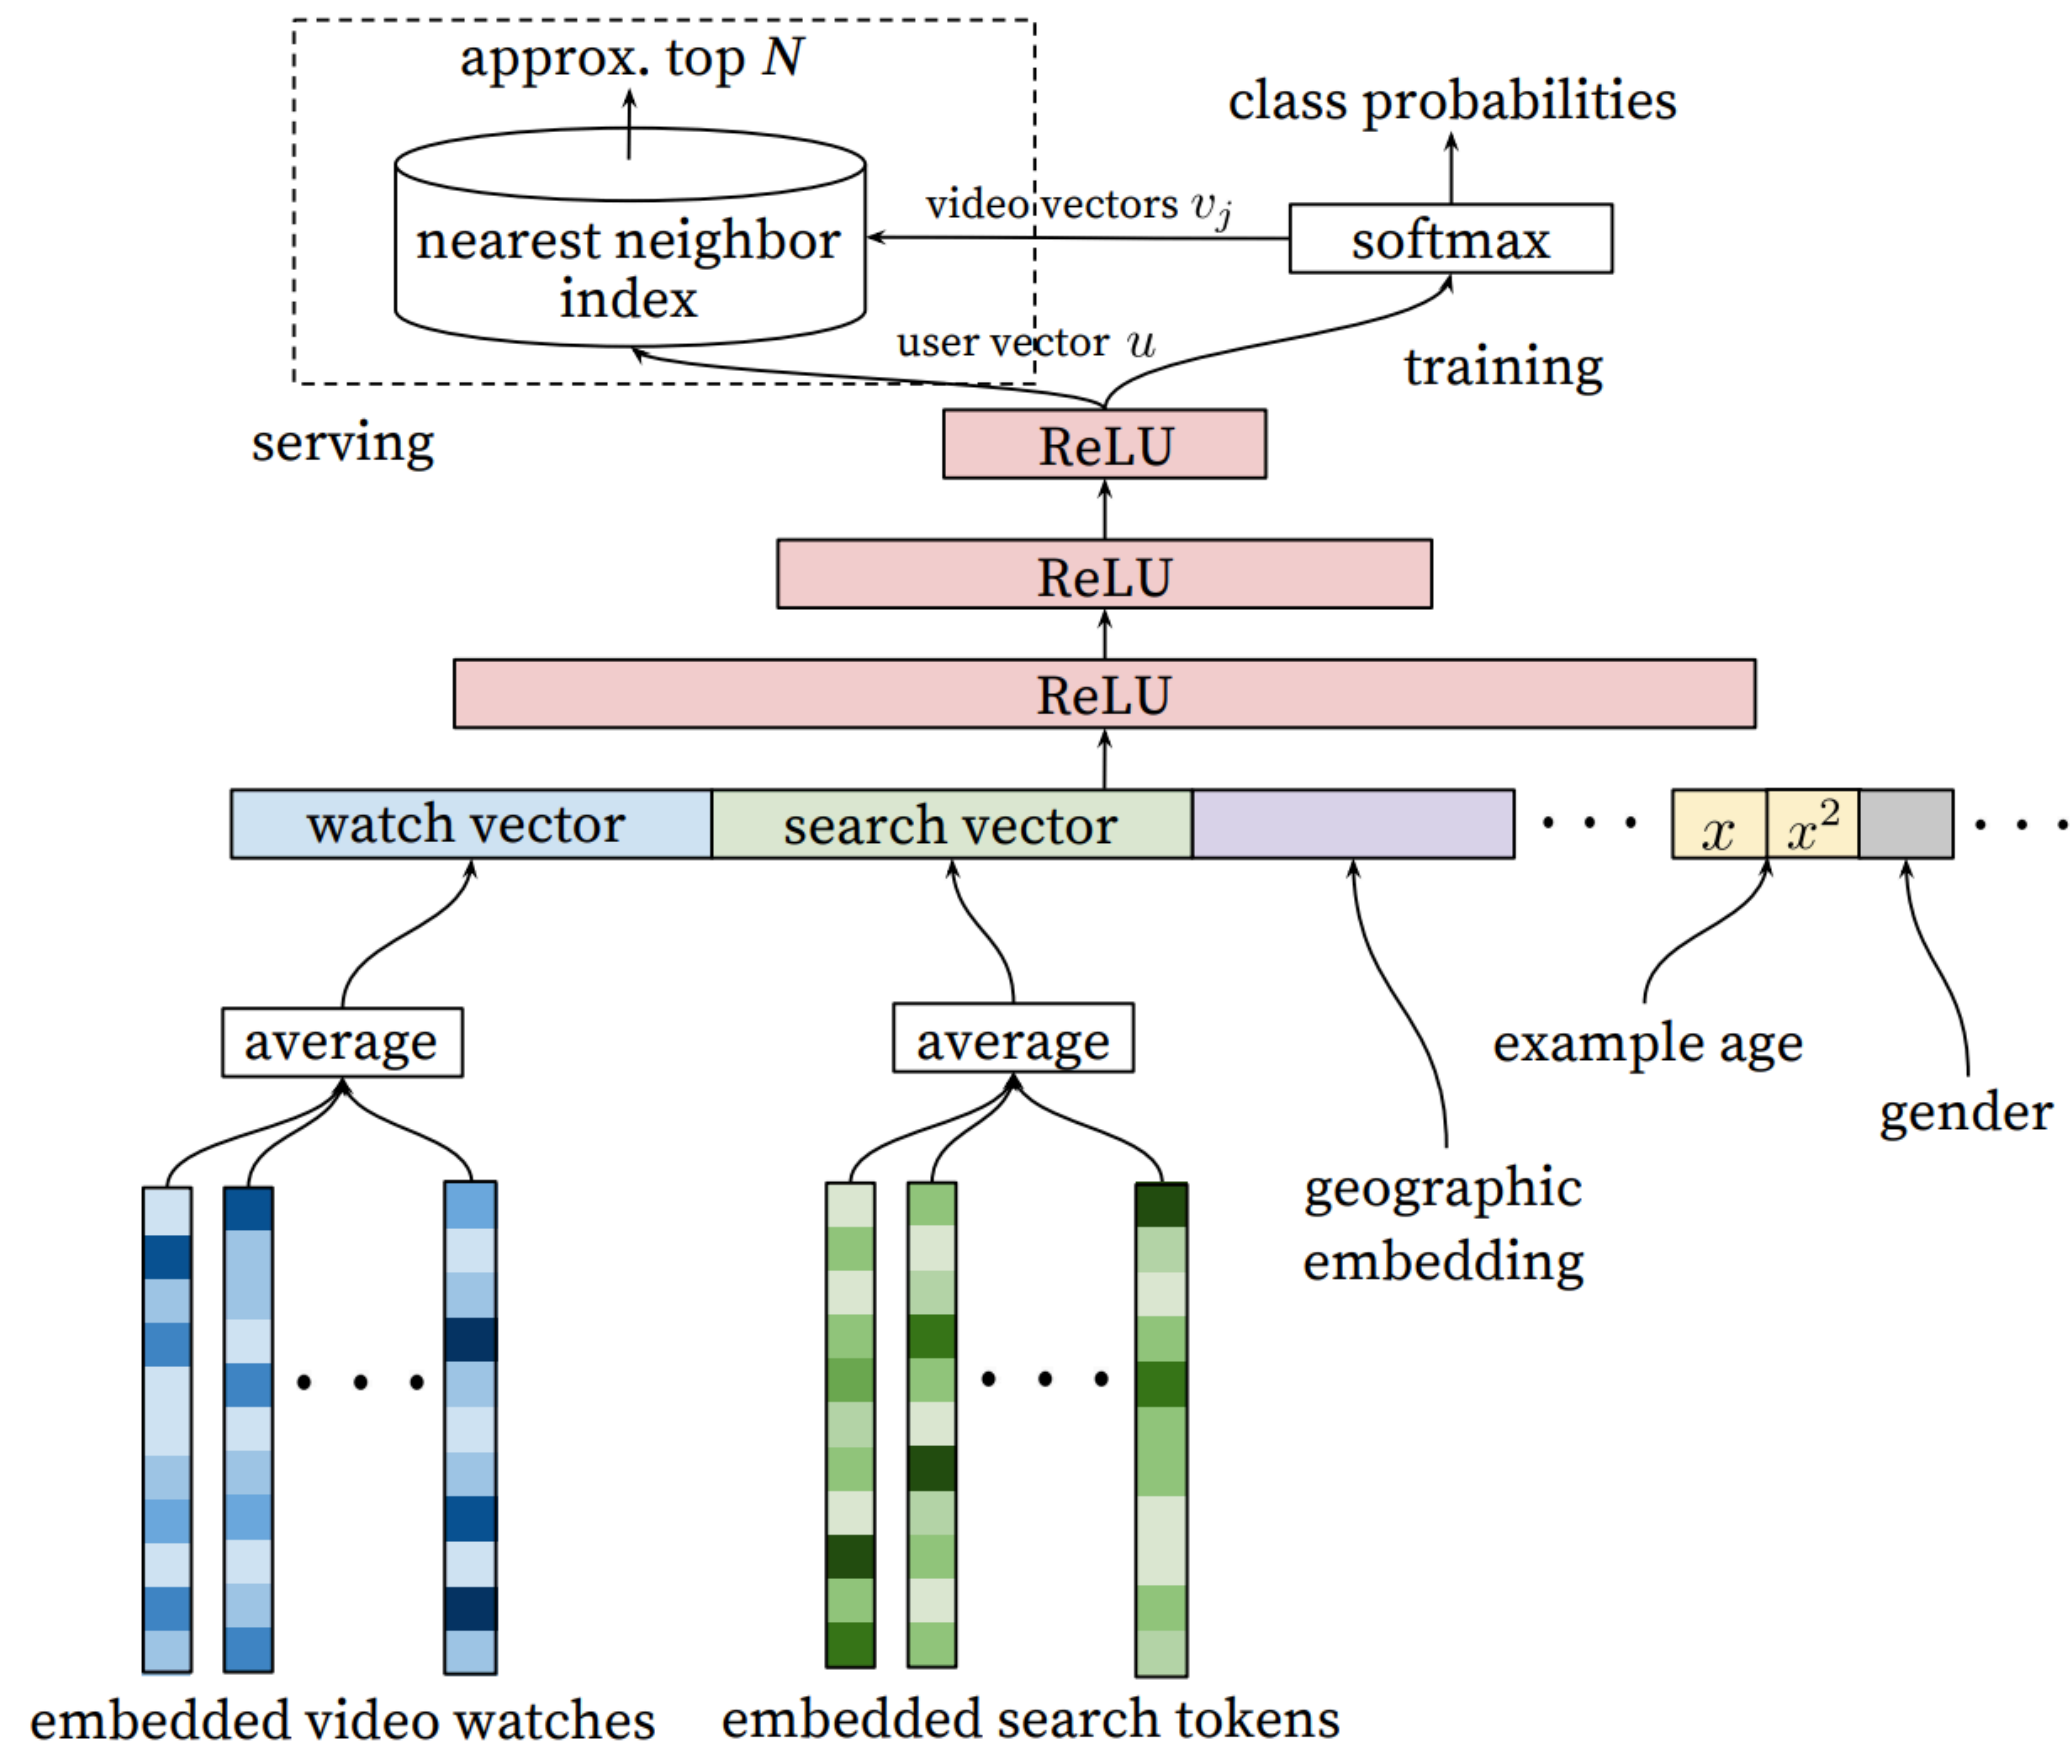 approx. top N
class probabilities
video vectors v_j
softmax
nearest neighbor
index
user vector u
training
serving
ReLU
ReLU
ReLU
watch vector
search vector
x
x²
average
average
example age
gender
geographic
embedding
embedded video watches
embedded search tokens